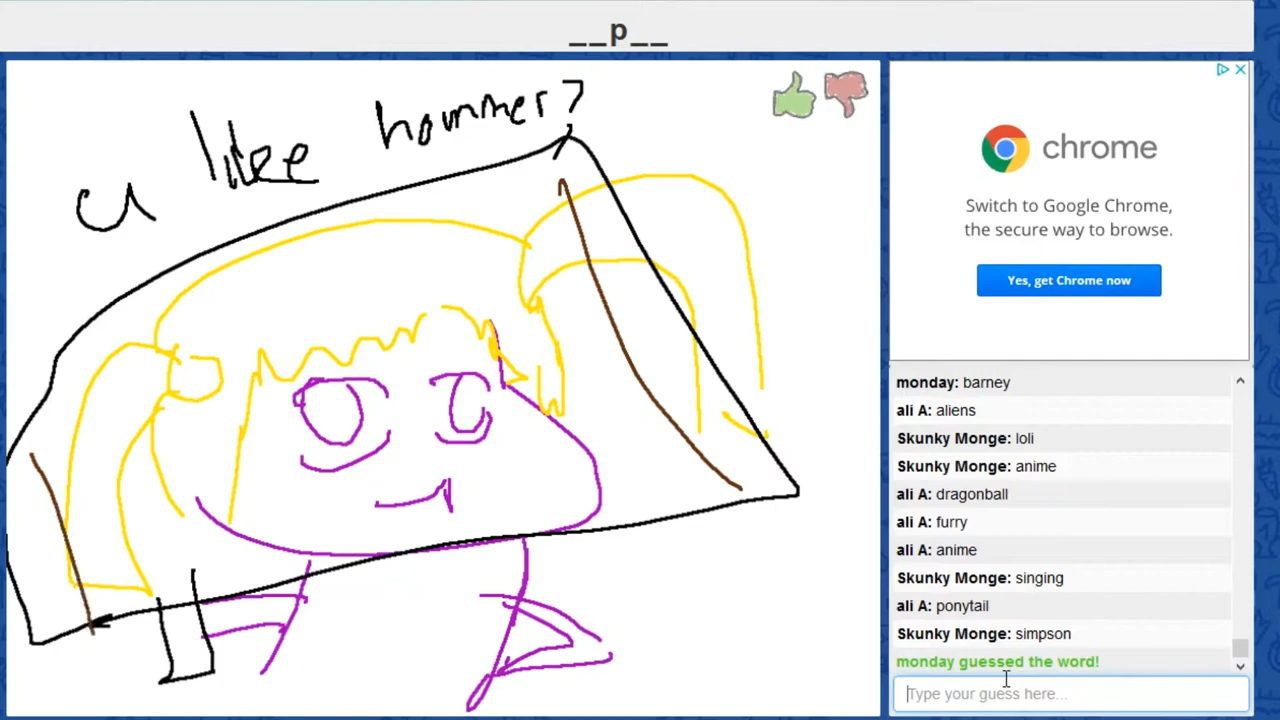 __p__
u like hommer?
chrome
Switch to Google Chrome,
the secure way to browse.
Yes, get Chrome now
monday: barney
ali A: aliens
Skunky Monge: loli
Skunky Monge: anime
ali A: dragonball
ali A: furry
ali A: anime
Skunky Monge: singing
ali A: ponytail
Skunky Monge: simpson
monday guessed the word!
Type your guess here...